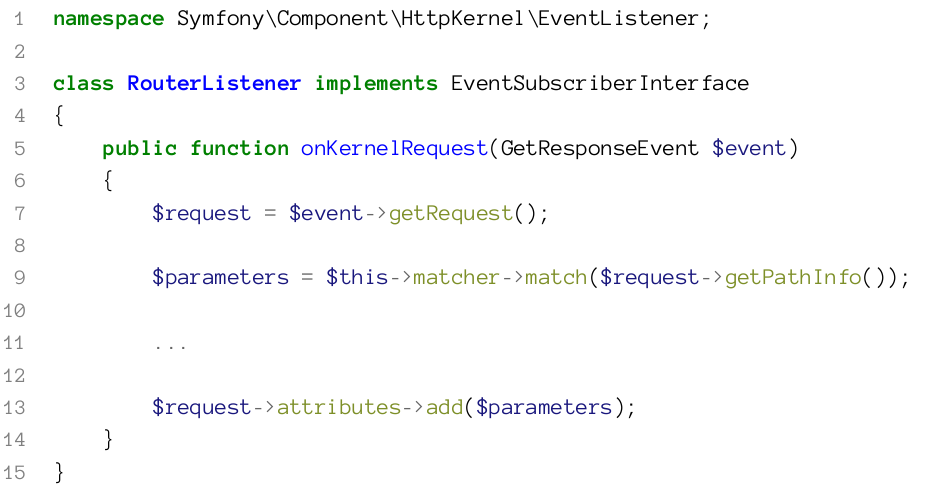 1 namespace Symfony\Component\HttpKernel\EventListener;
2
3 class RouterListener implements EventSubscriberInterface
4 {
5     public function onKernelRequest(GetResponseEvent $event)
6     {
7         $request = $event->getRequest();
8
9         $parameters = $this->matcher->match($request->getPathInfo());
10
11         ...
12
13         $request->attributes->add($parameters);
14     }
15 }